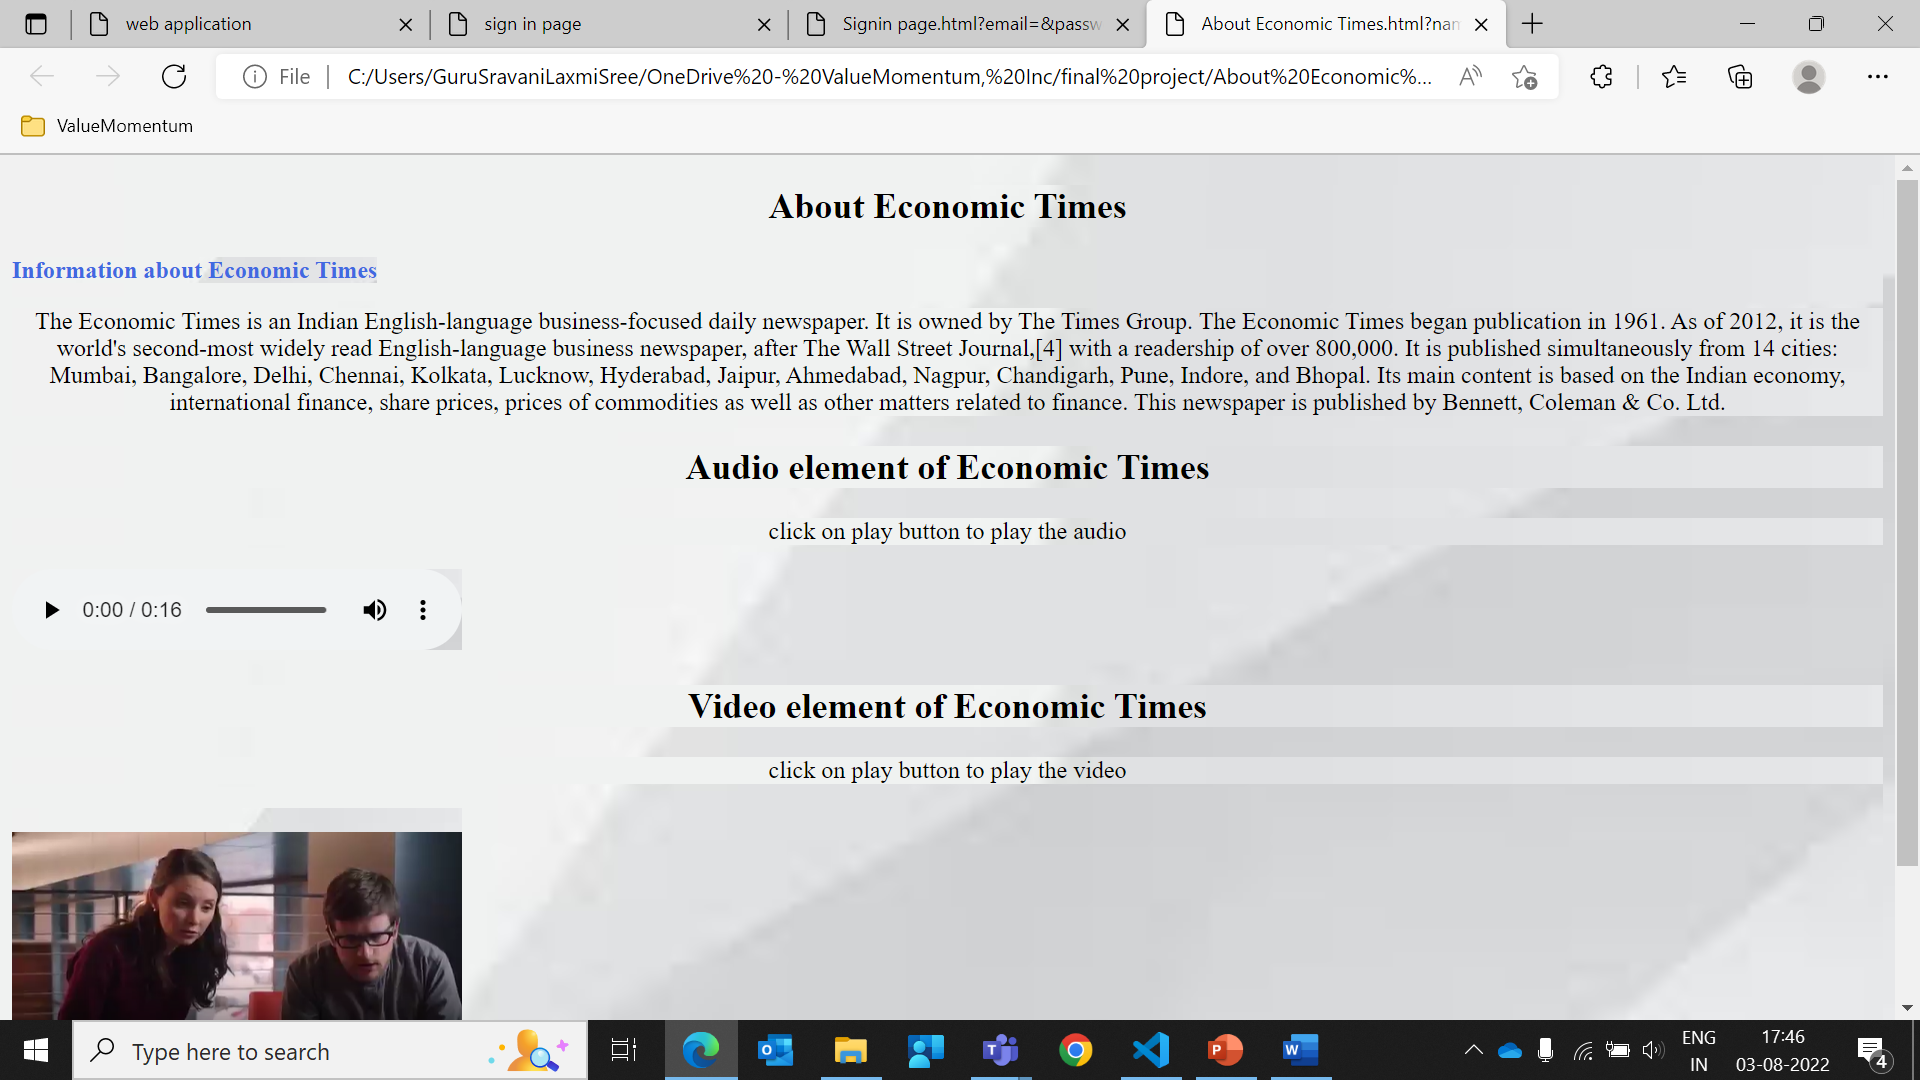 web application
sign in page
Signin page.html?email=&passw
About Economic Times.html?nan
File
C:/Users/GuruSravaniLaxmiSree/OneDrive%20-%20ValueMomentum,%20Inc/final%20project/About%20Economic%...
ValueMomentum
About Economic Times
Information about Economic Times
The Economic Times is an Indian English-language business-focused daily newspaper. It is owned by The Times Group. The Economic Times began publication in 1961. As of 2012, it is the
world's second-most widely read English-language business newspaper, after The Wall Street Journal,[4] with a readership of over 800,000. It is published simultaneously from 14 cities:
Mumbai, Bangalore, Delhi, Chennai, Kolkata, Lucknow, Hyderabad, Jaipur, Ahmedabad, Nagpur, Chandigarh, Pune, Indore, and Bhopal. Its main content is based on the Indian economy,
international finance, share prices, prices of commodities as well as other matters related to finance. This newspaper is published by Bennett, Coleman & Co. Ltd.
Audio element of Economic Times
click on play button to play the audio
0:00 / 0:16
Video element of Economic Times
click on play button to play the video
Type here to search
ENG
IN
17:46
03-08-2022
4